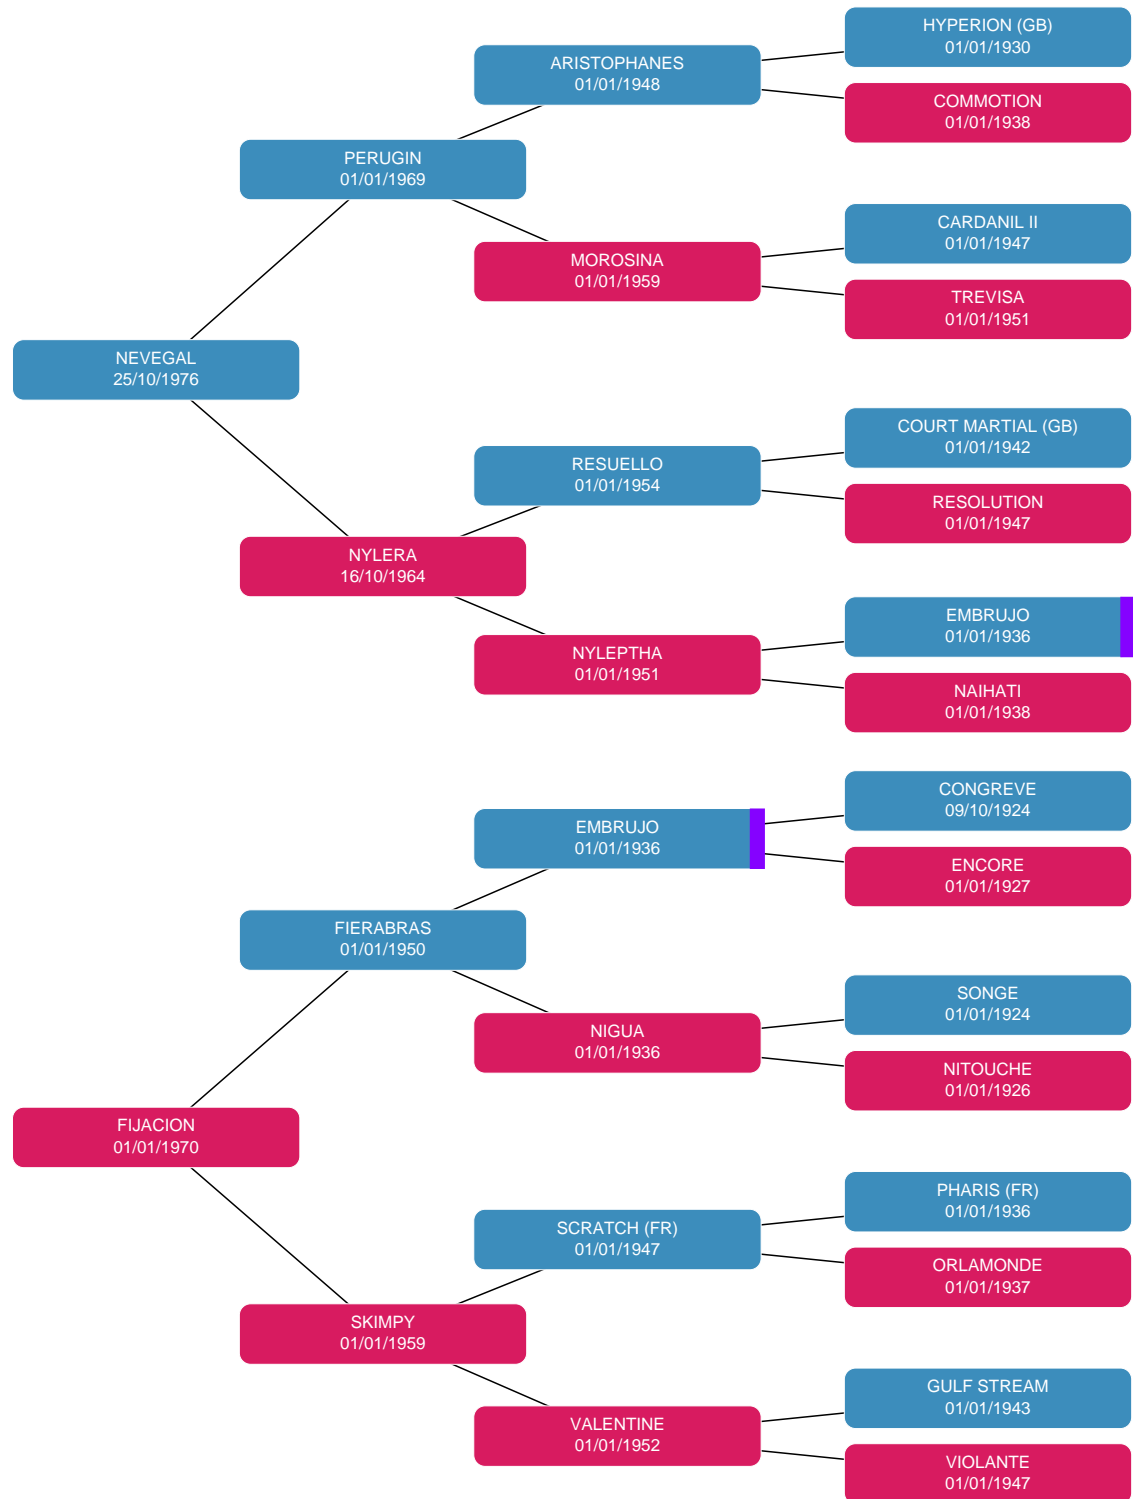 HYPERION (GB)
01/01/1930
ARISTOPHANES
01/01/1948
COMMOTION
01/01/1938
PERUGIN
01/01/1969
CARDANIL II
01/01/1947
MOROSINA
01/01/1959
TREVISA
01/01/1951
NEVEGAL
25/10/1976
COURT MARTIAL (GB)
01/01/1942
RESUELLO
01/01/1954
RESOLUTION
01/01/1947
NYLERA
16/10/1964
EMBRUJO
01/01/1936
NYLEPTHA
01/01/1951
NAIHATI
01/01/1938
CONGREVE
09/10/1924
EMBRUJO
01/01/1936
ENCORE
01/01/1927
FIERABRAS
01/01/1950
SONGE
01/01/1924
NIGUA
01/01/1936
NITOUCHE
01/01/1926
FIJACION
01/01/1970
PHARIS (FR)
01/01/1936
SCRATCH (FR)
01/01/1947
ORLAMONDE
01/01/1937
SKIMPY
01/01/1959
GULF STREAM
01/01/1943
VALENTINE
01/01/1952
VIOLANTE
01/01/1947